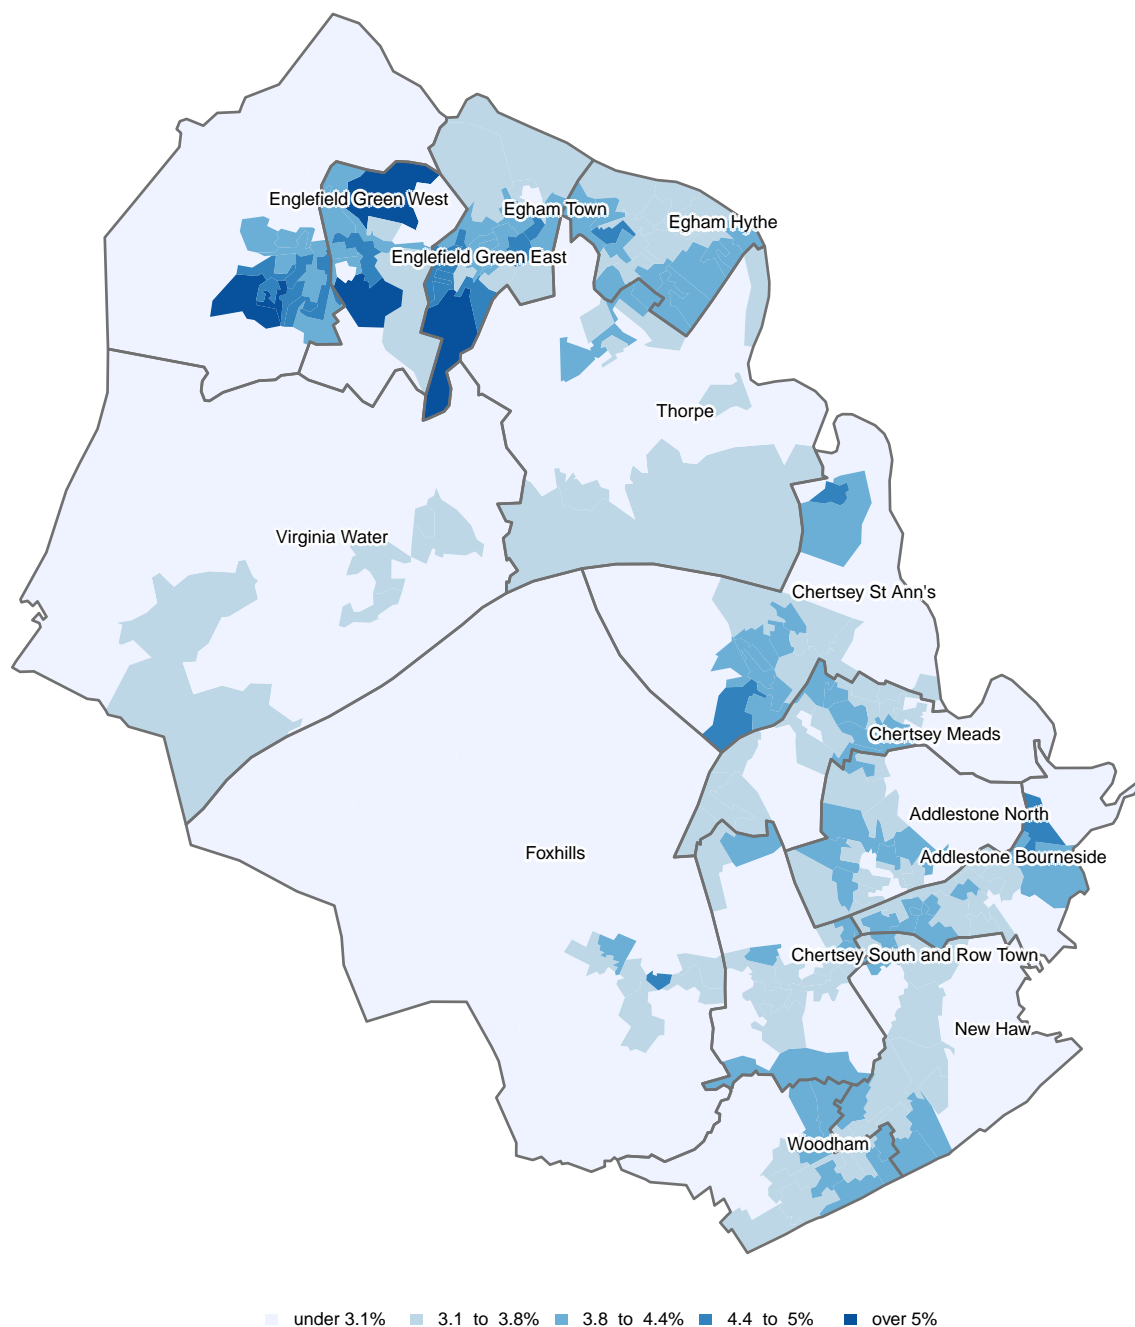 Englefield Green West
Egham Town
Egham Hythe
Englefield Green East
Thorpe
Virginia Water
Chertsey St Ann's
Chertsey Meads
Addlestone North
Foxhills
Addlestone Bourneside
Chertsey South and Row Town
New Haw
Woodham
under 3.1% 3.1 to 3.8% 3.8 to 4.4% 4.4 to 5% over 5%